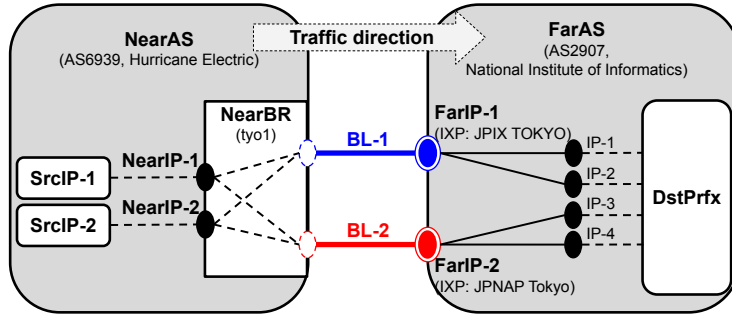 NearAS
(AS6939, Hurricane Electric)
Traffic direction
FarAS
(AS2907,
National Institute of Informatics)
NearBR
(tyo1)
FarIP-1
(IXP: JPIX TOKYO)
BL-1
NearIP-1
SrcIP-1
NearIP-2
SrcIP-2
IP-1
IP-2
IP-3
IP-4
DstPrfx
BL-2
FarIP-2
(IXP: JPNAP Tokyo)